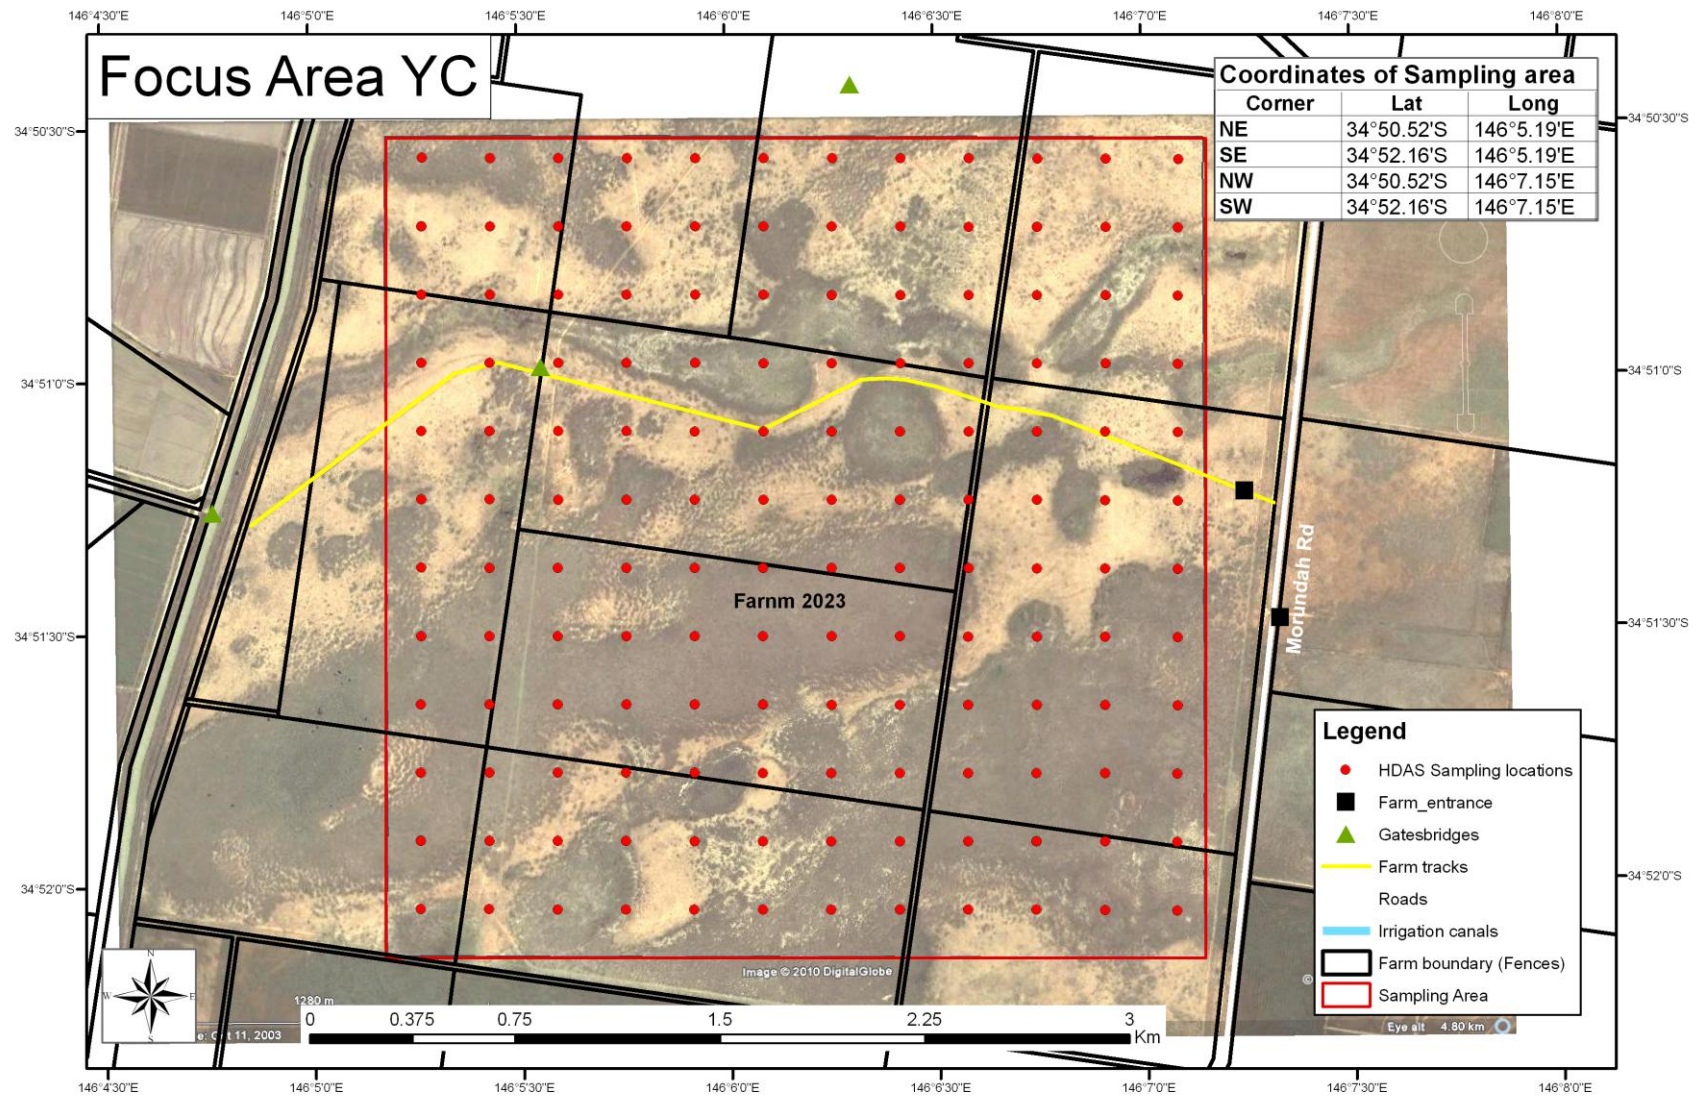 146°4'30"E 146°5'0"E 146°5'30"E 146°6'0"E 146°6'30"E 146°7'0"E 146°7'30"E 146°8'0"E
Focus Area YC
Coordinates of Sampling area
Corner Lat Long
NE 34°50.52'S 146°5.19'E
SE 34°52.16'S 146°5.19'E
NW 34°50.52'S 146°7.15'E
SW 34°52.16'S 146°7.15'E
34°50'30"S 34°50'30"S
34°51'0"S 34°51'0"S
Farnm 2023
Morundah Rd
34°51'30"S 34°51'30"S
Legend
HDAS Sampling locations
Farm_entrance
Gatesbridges
Farm tracks
Roads
Irrigation canals
Farm boundary (Fences)
Sampling Area
34°52'0"S 34°52'0"S
N
W E
S
Image © 2010 DigitalGlobe
©
1280 m
0 0.375 0.75 1.5 2.25 3
Km
11, 2003
Eye alt 4.80 km
146°4'30"E 146°5'0"E 146°5'30"E 146°6'0"E 146°6'30"E 146°7'0"E 146°7'30"E 146°8'0"E